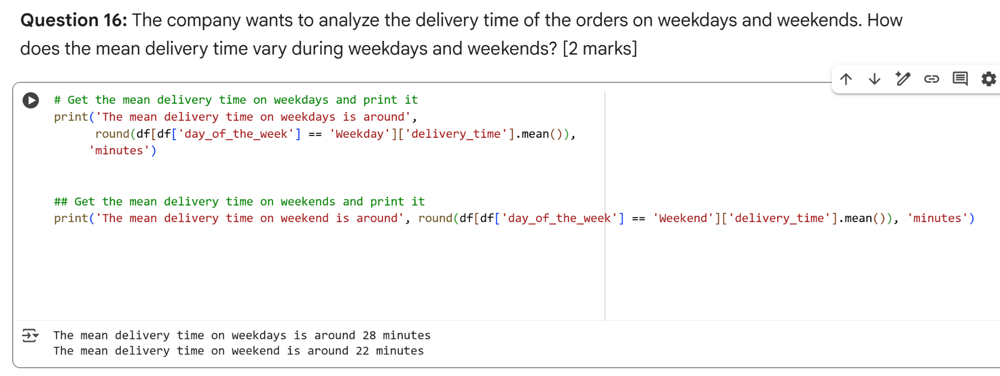 Question 16: The company wants to analyze the delivery time of the orders on weekdays and weekends. How
does the mean delivery time vary during weekdays and weekends? [2 marks]
# Get the mean delivery time on weekdays and print it
print('The mean delivery time on weekdays is around',
      round(df[df['day_of_the_week'] == 'Weekday']['delivery_time'].mean()),
     'minutes')
## Get the mean delivery time on weekends and print it
print('The mean delivery time on weekend is around', round(df[df['day_of_the_week'] == 'Weekend']['delivery_time'].mean()), 'minutes')
The mean delivery time on weekdays is around 28 minutes
The mean delivery time on weekend is around 22 minutes